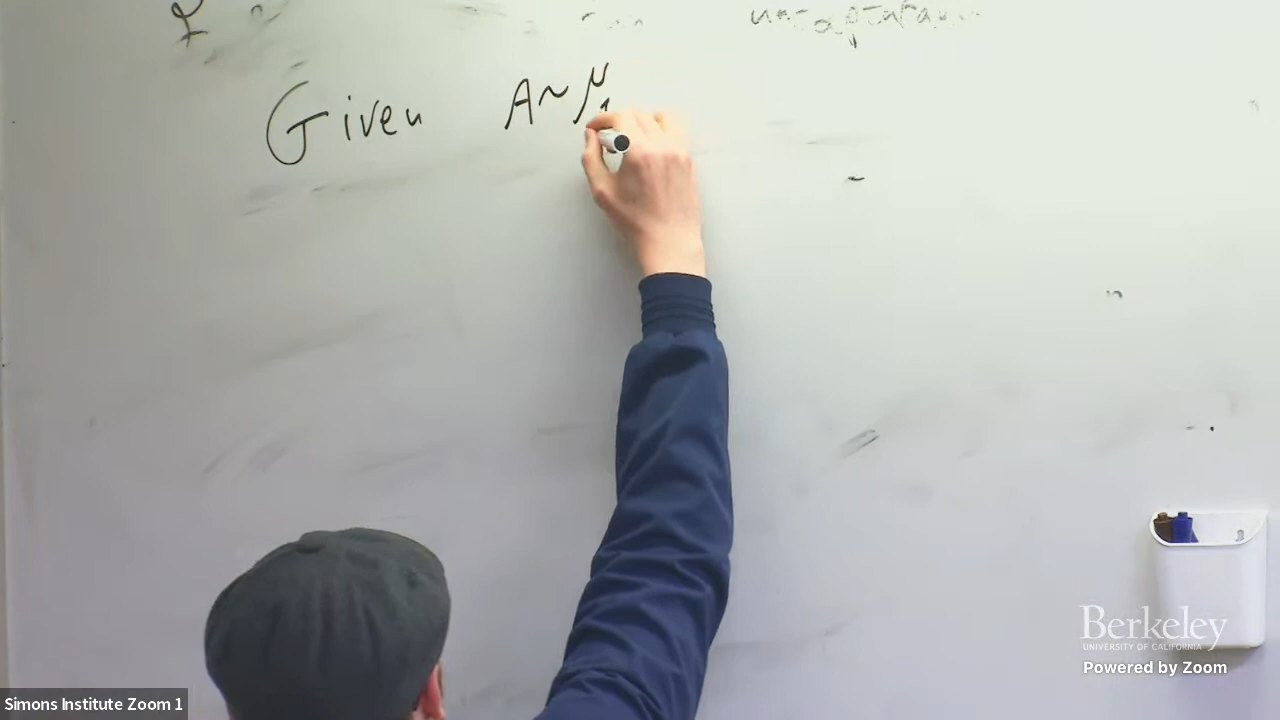 Given A~μ
Berkeley
UNIVERSITY OF CALIFORNIA
Powered by Zoom
Simons Institute Zoom 1